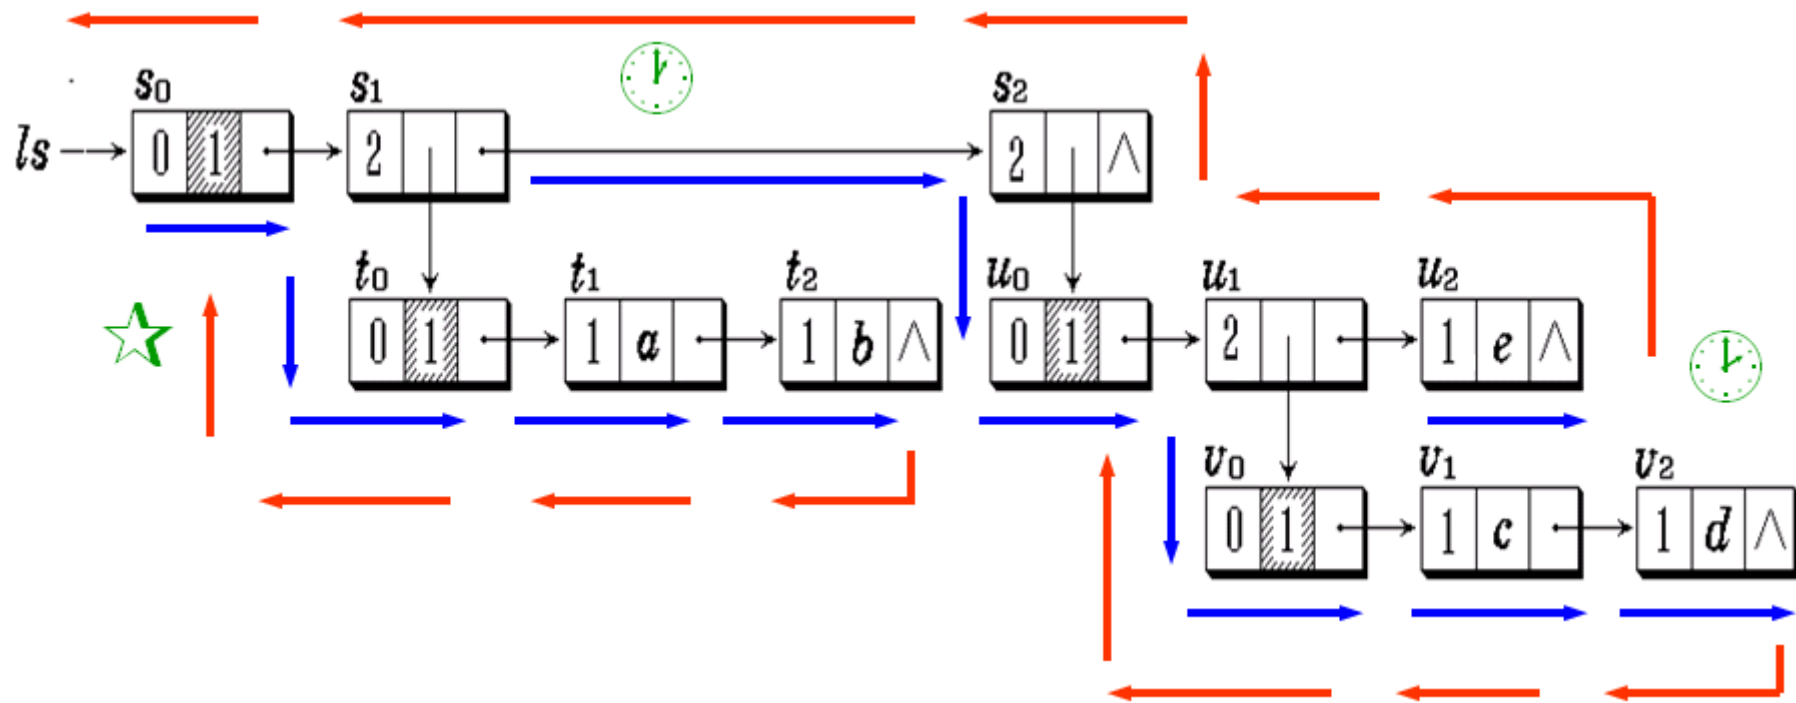 s0 s1 s2
ls 0 1 2 2 ∧
t0 t1 t2 u0 u1 u2
0 1 1 a 1 b ∧ 0 1 2 1 e ∧
v0 v1 v2
0 1 1 c 1 d ∧